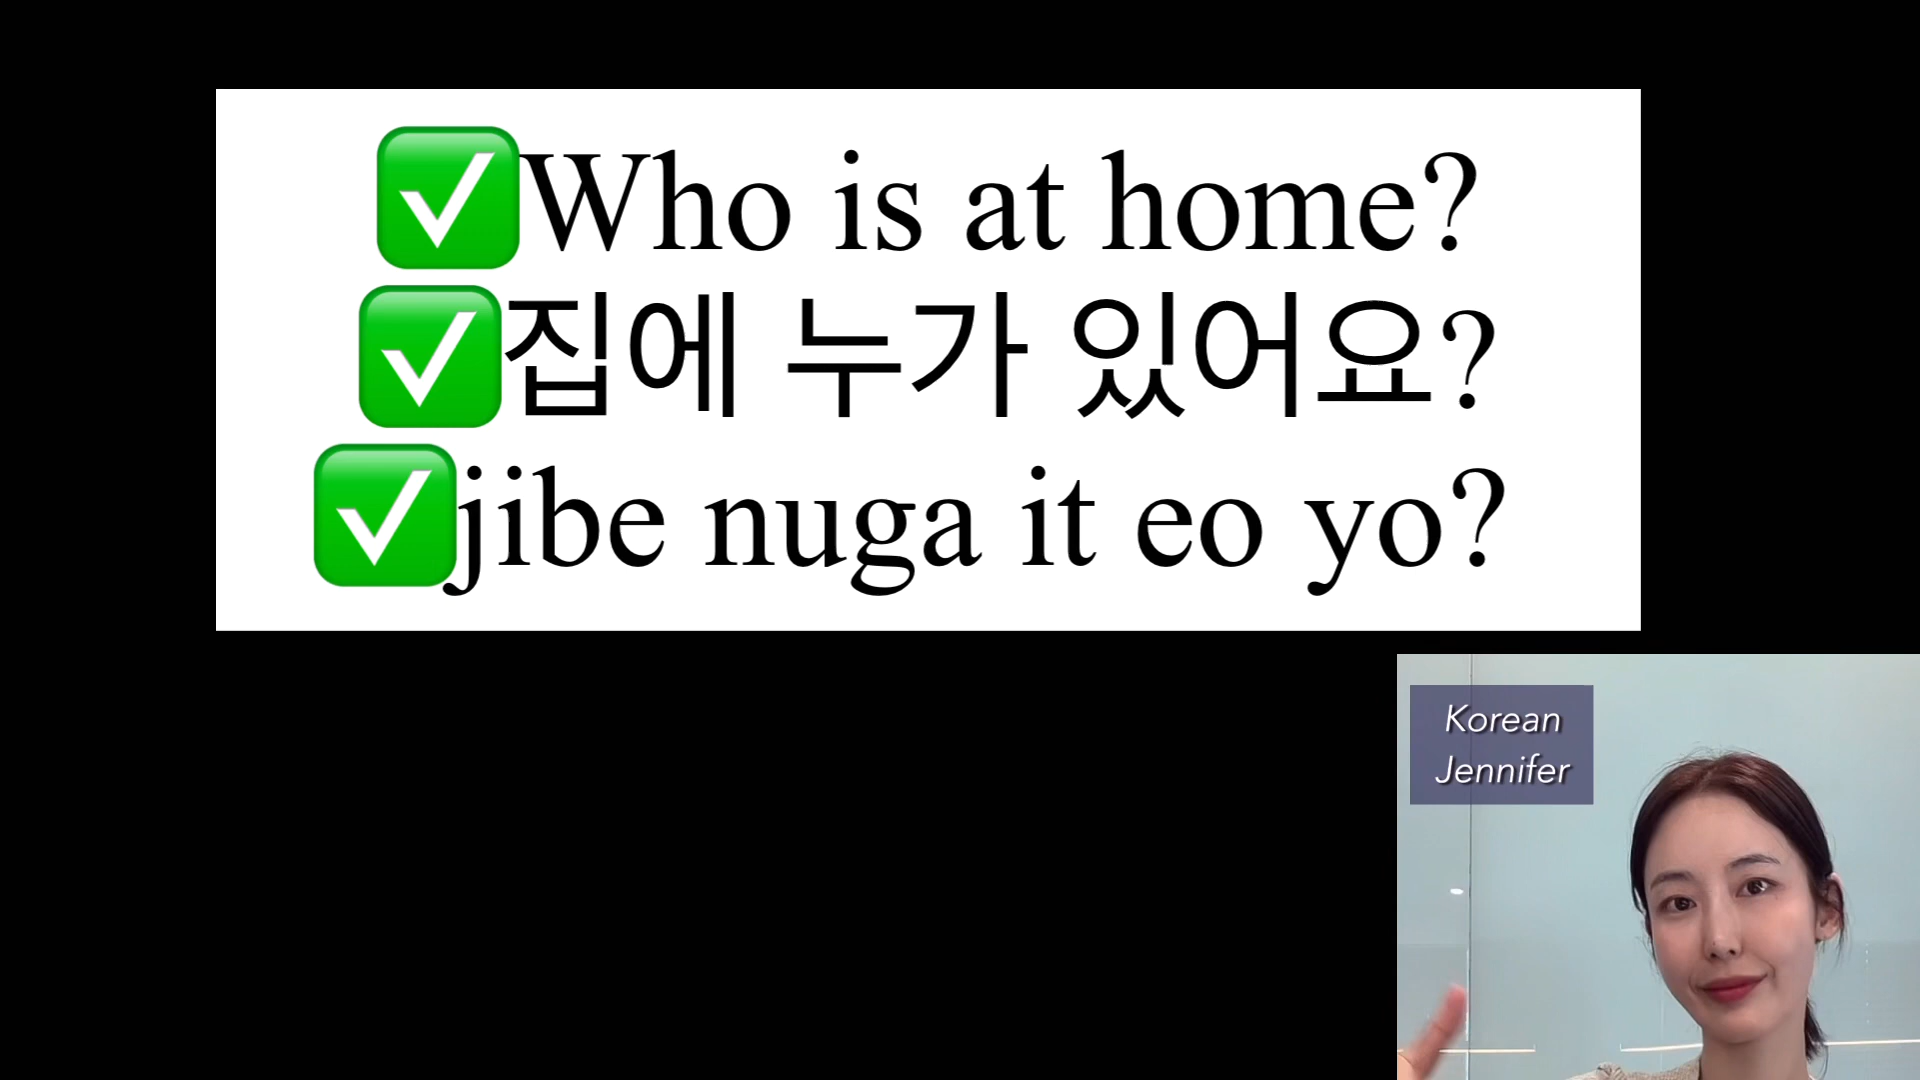 ✅Who is at home?
✅집에 누가 있어요?
✅jibe nuga it eo yo?
Korean
Jennifer